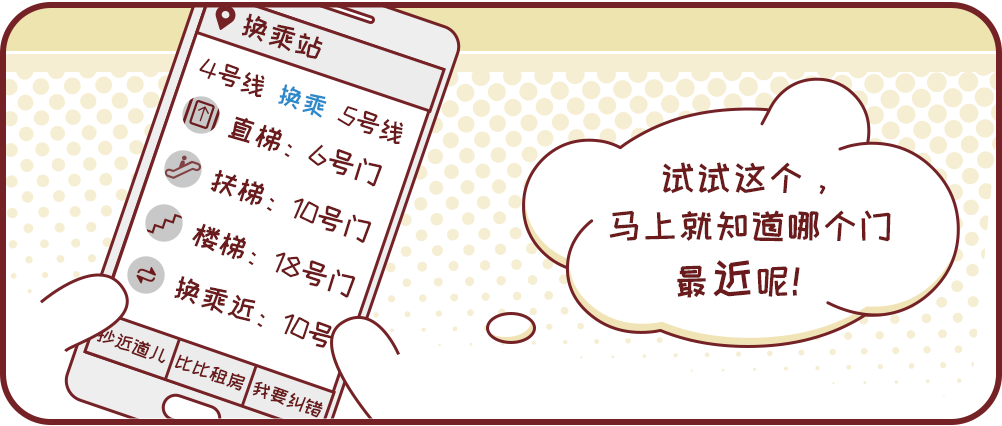 换乘站
4号线 换乘 5号线
直梯：6号门
扶梯：10号门
楼梯：18号门
换乘近：10号
抄近道儿 比比租房 我要纠错
试试这个，
马上就知道哪个门
最近呢!